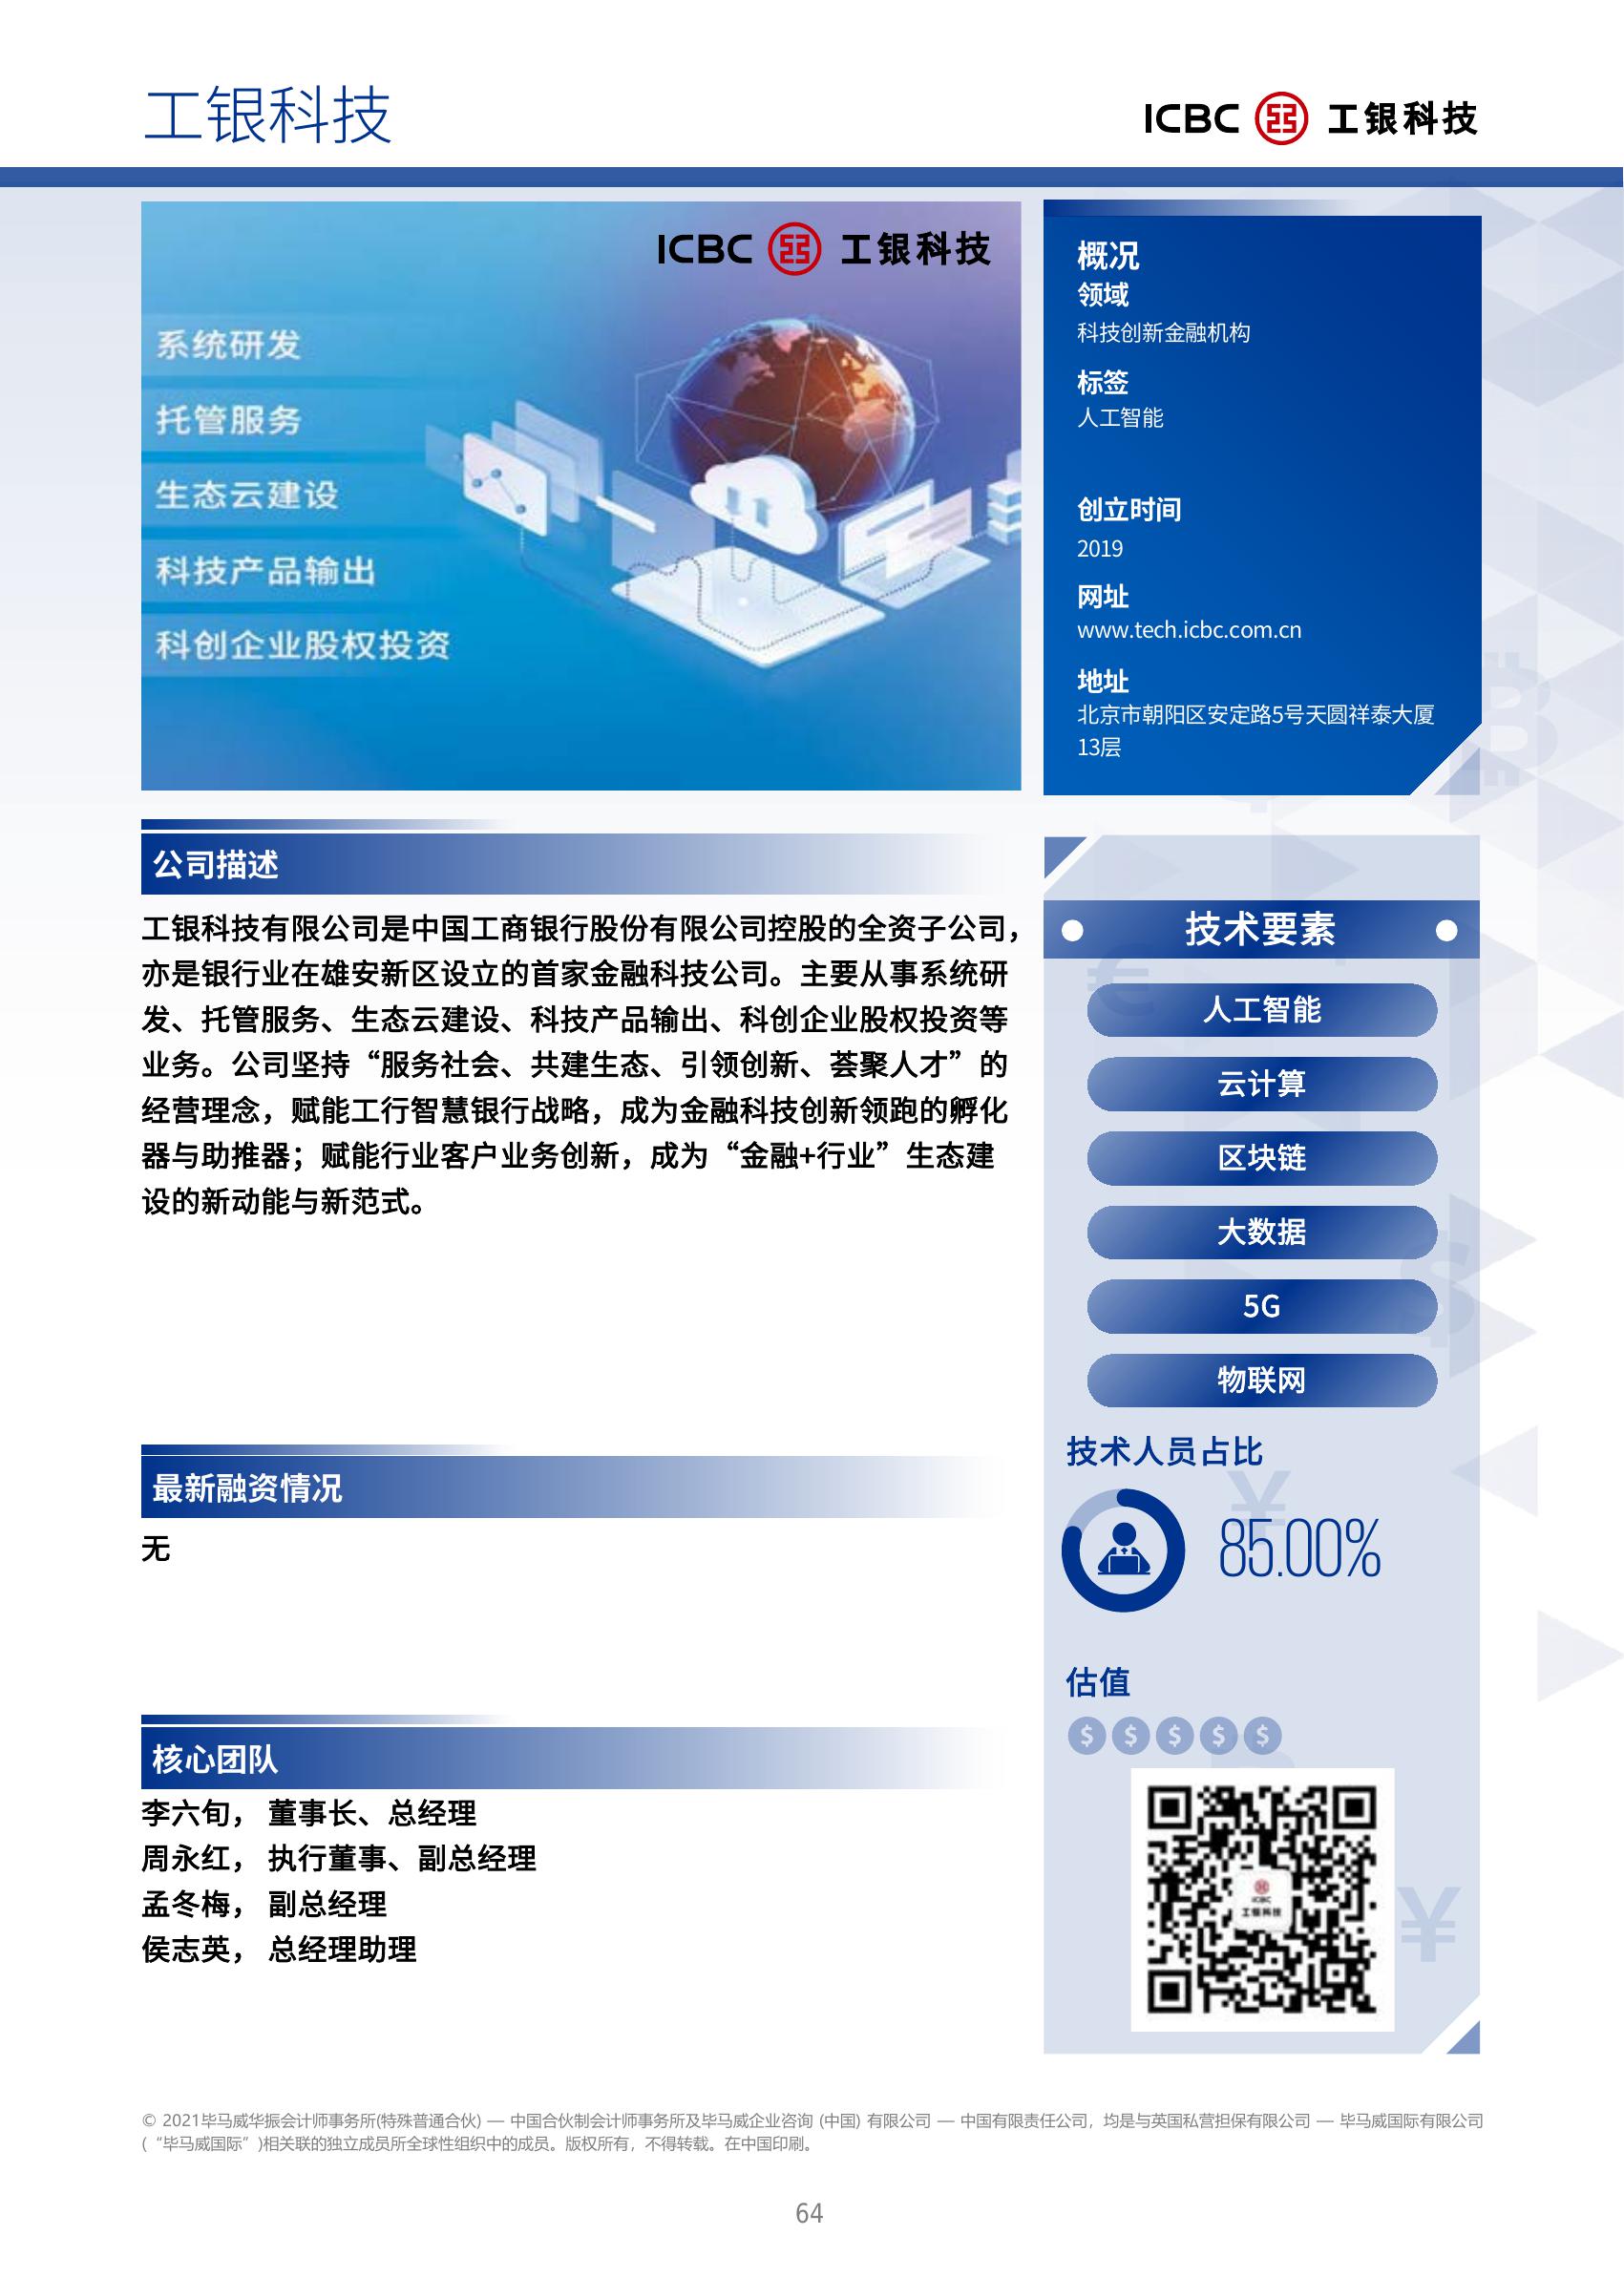 工银科技
ICBC 工银科技
ICBC 工银科技
系统研发
托管服务
生态云建设
科技产品输出
科创企业股权投资
概况
领域
科技创新金融机构
标签
人工智能
创立时间
2019
网址
www.tech.icbc.com.cn
地址
北京市朝阳区安定路5号天圆祥泰大厦
13层
公司描述
工银科技有限公司是中国工商银行股份有限公司控股的全资子公司，
亦是银行业在雄安新区设立的首家金融科技公司。主要从事系统研
发、托管服务、生态云建设、科技产品输出、科创企业股权投资等
业务。公司坚持“服务社会、共建生态、引领创新、荟聚人才”的
经营理念，赋能工行智慧银行战略，成为金融科技创新领跑的孵化
器与助推器；赋能行业客户业务创新，成为“金融+行业”生态建
设的新动能与新范式。
最新融资情况
无
核心团队
李六旬， 董事长、总经理
周永红， 执行董事、副总经理
孟冬梅， 副总经理
侯志英， 总经理助理
技术要素
人工智能
云计算
区块链
大数据
5G
物联网
技术人员占比
85.00%
估值
$ $ $ $ $
ICBC
工银科技
© 2021毕马威华振会计师事务所(特殊普通合伙) — 中国合伙制会计师事务所及毕马威企业咨询 (中国) 有限公司 — 中国有限责任公司，均是与英国私营担保有限公司 — 毕马威国际有限公司
(“毕马威国际”)相关联的独立成员所全球性组织中的成员。版权所有，不得转载。在中国印刷。
64